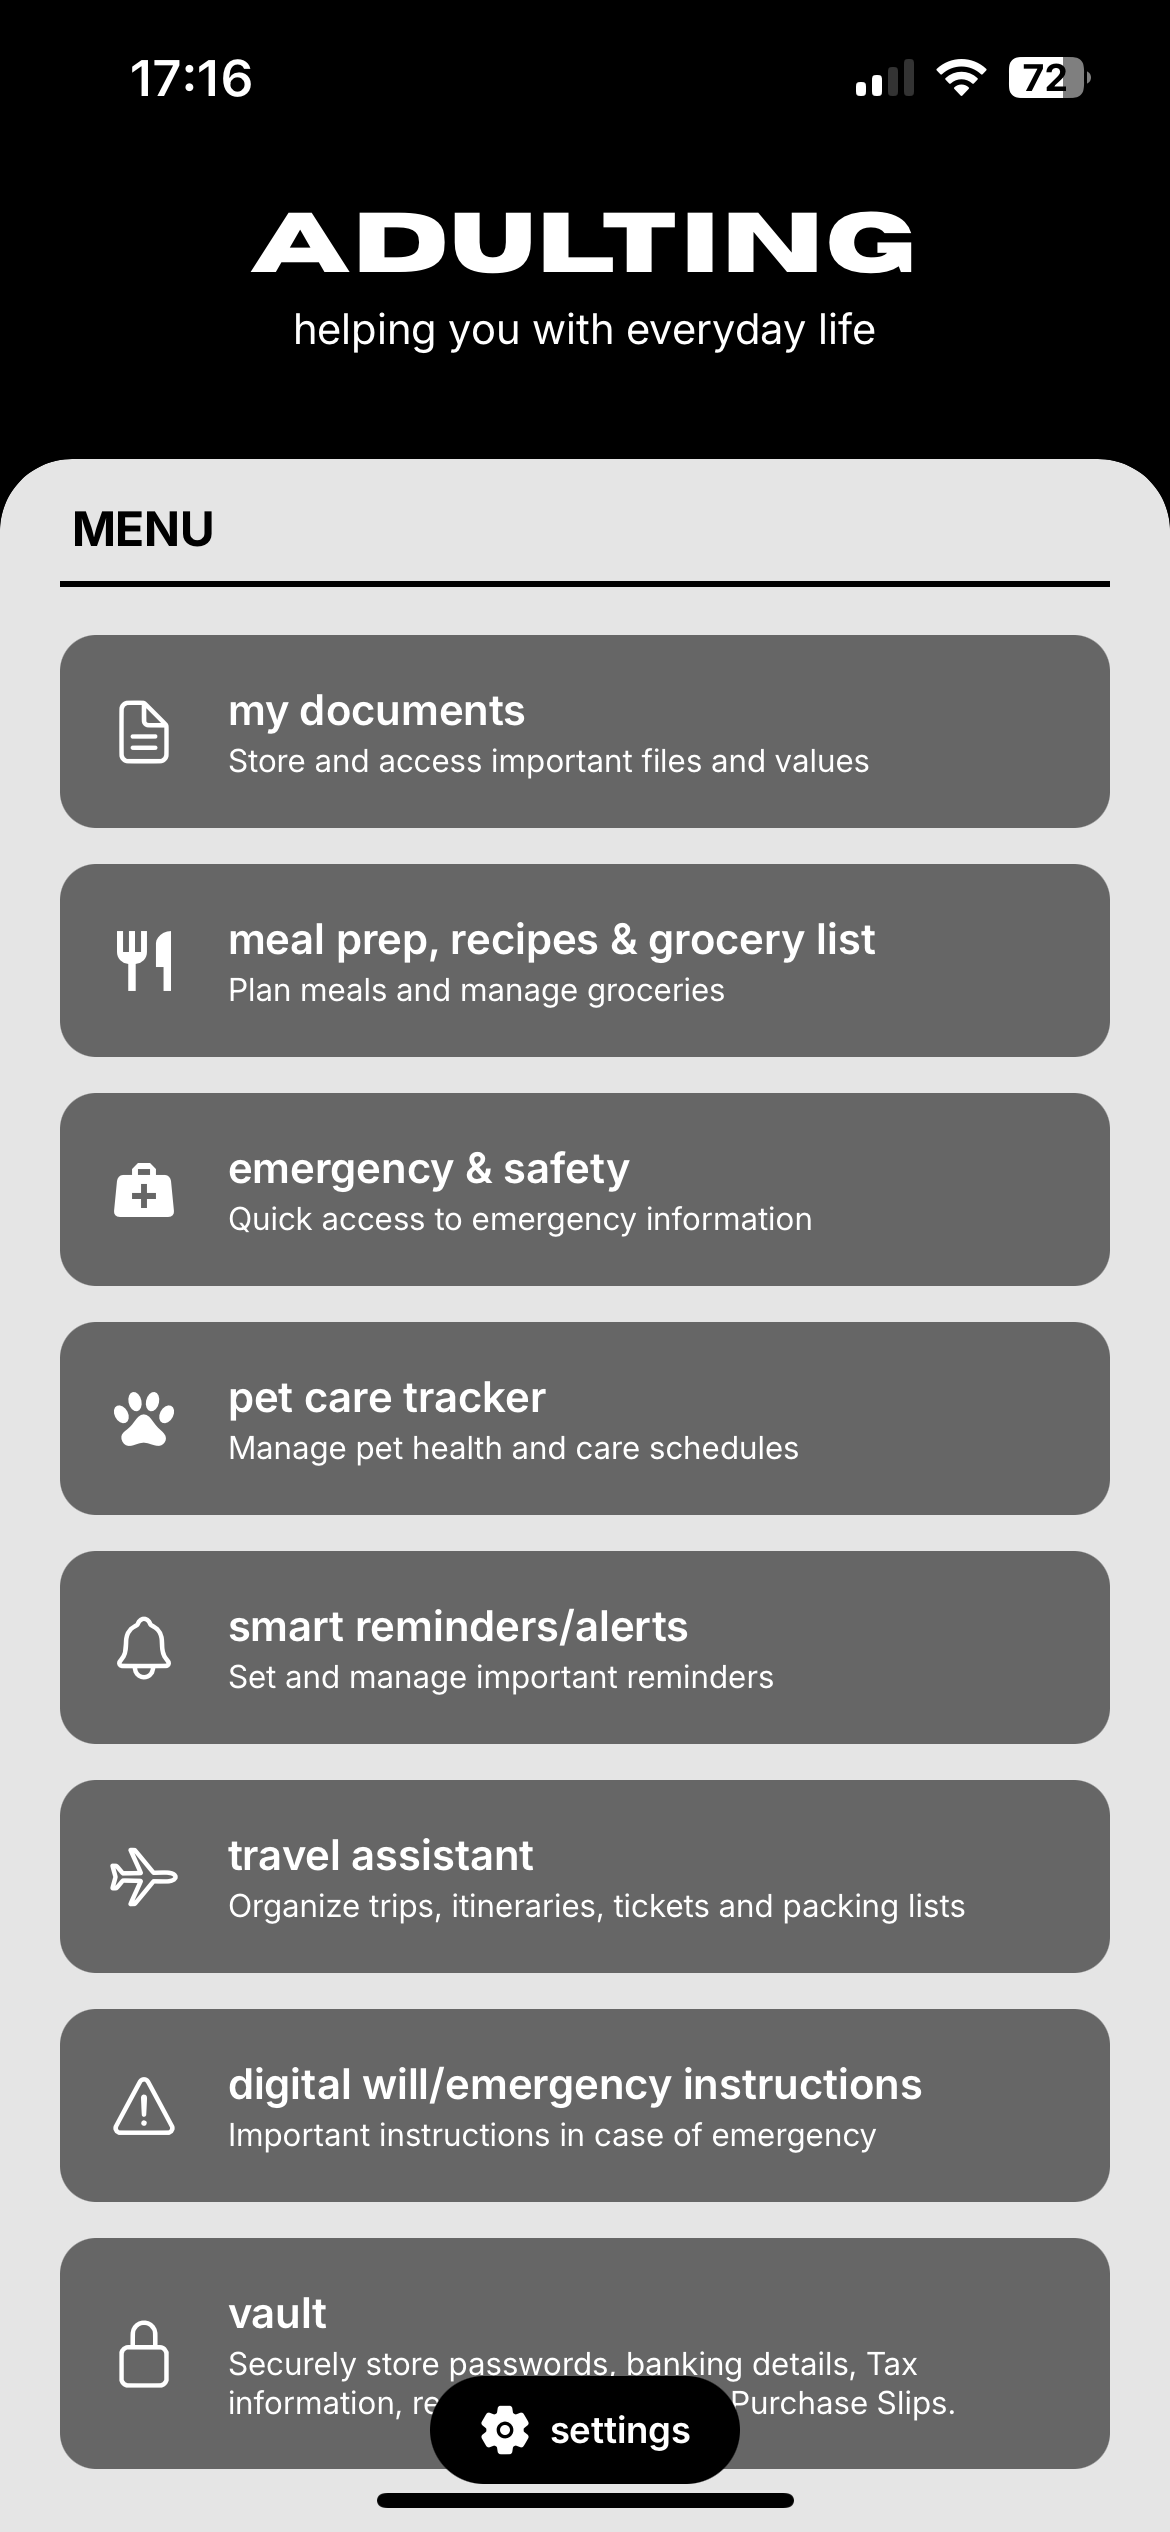 17:16
72
ADULTING
helping you with everyday life
MENU
my documents
Store and access important files and values
meal prep, recipes & grocery list
Plan meals and manage groceries
emergency & safety
Quick access to emergency information
pet care tracker
Manage pet health and care schedules
smart reminders/alerts
Set and manage important reminders
travel assistant
Organize trips, itineraries, tickets and packing lists
digital will/emergency instructions
Important instructions in case of emergency
vault
Securely store passwords, banking details, Tax
information, Purchase Slips.
settings